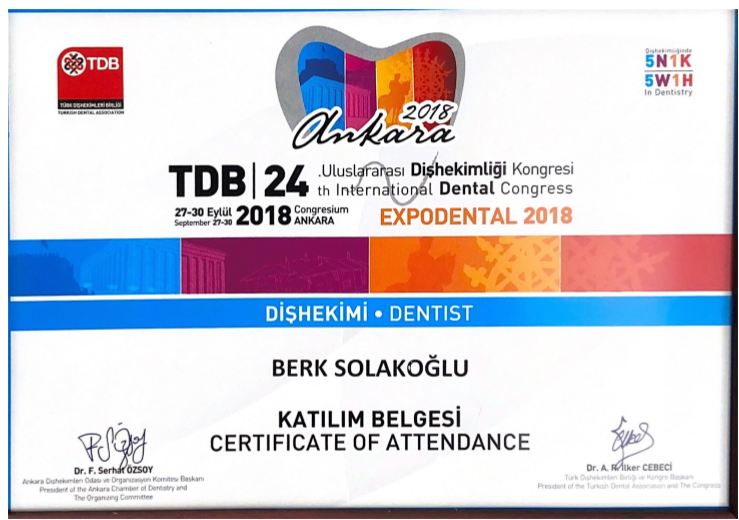 TDB
TÜRK DİŞHEKİMLERİ BİRLİĞİ
TURKISH DENTAL ASSOCIATION
Dişhekimliğinde
5N1K
5W1H
In Dentistry
2018
Ankara
TDB | 24 .Uluslararası Dişhekimliği Kongresi
th International Dental Congress
27-30 Eylül
September 27-30
2018 Congresium
ANKARA
EXPODENTAL 2018
DİŞHEKİMİ • DENTIST
BERK SOLAKOĞLU
KATILIM BELGESİ
CERTIFICATE OF ATTENDANCE
Dr. F. Serhat ÖZSOY
Ankara Dişhekimleri Odası ve Organizasyon Komitesi Başkanı
President of the Ankara Chamber of Dentistry and
The Organizing Committee
Dr. A. R. İlker CEBECİ
Türk Dişhekimleri Birliği ve Kongre Başkanı
President of the Turkish Dental Association and The Congress